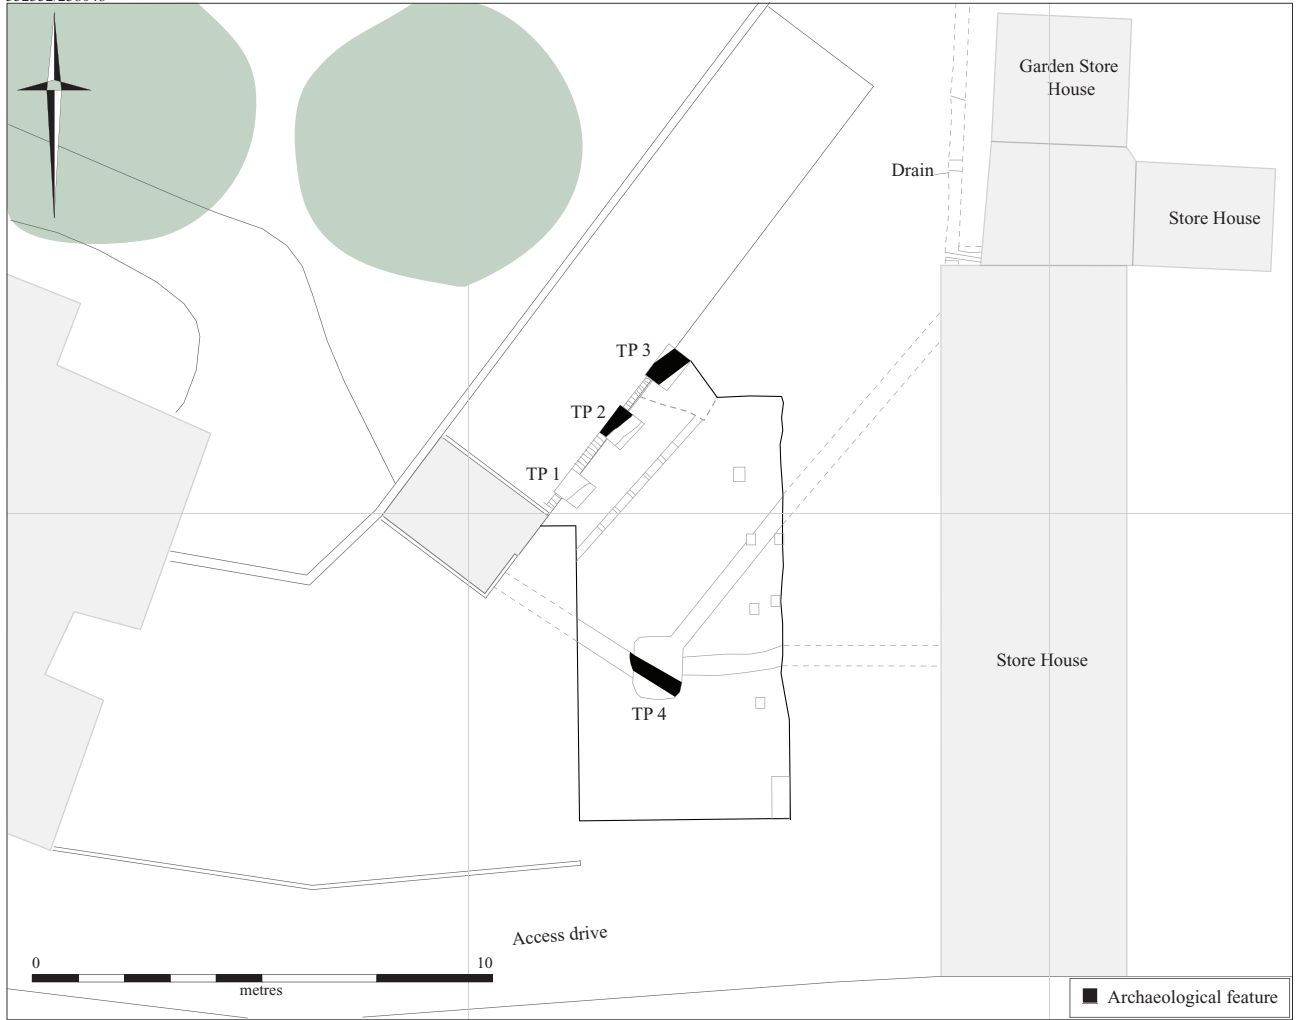 Garden Store
House
Drain
Store House
TP 3
TP 2
TP 1
Store House
TP 4
Access drive
0 10
metres
Archaeological feature